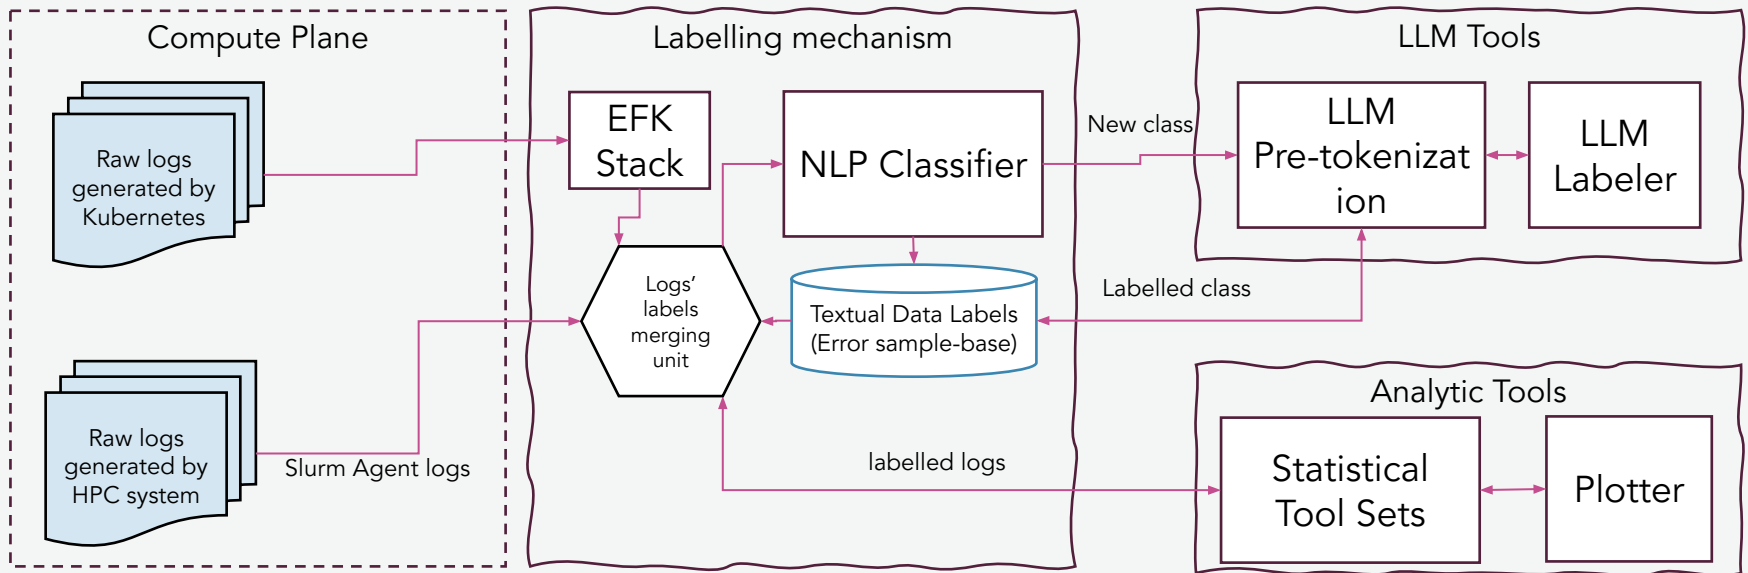 Compute Plane
Raw logs
generated by
Kubernetes
Raw logs
generated by
HPC system
Slurm Agent logs
Labelling mechanism
EFK
Stack
NLP Classifier
Logs’
labels
merging
unit
Textual Data Labels
(Error sample-base)
labelled logs
New class
Labelled class
LLM Tools
LLM
Pre-tokenizat
ion
LLM
Labeler
Analytic Tools
Statistical
Tool Sets
Plotter